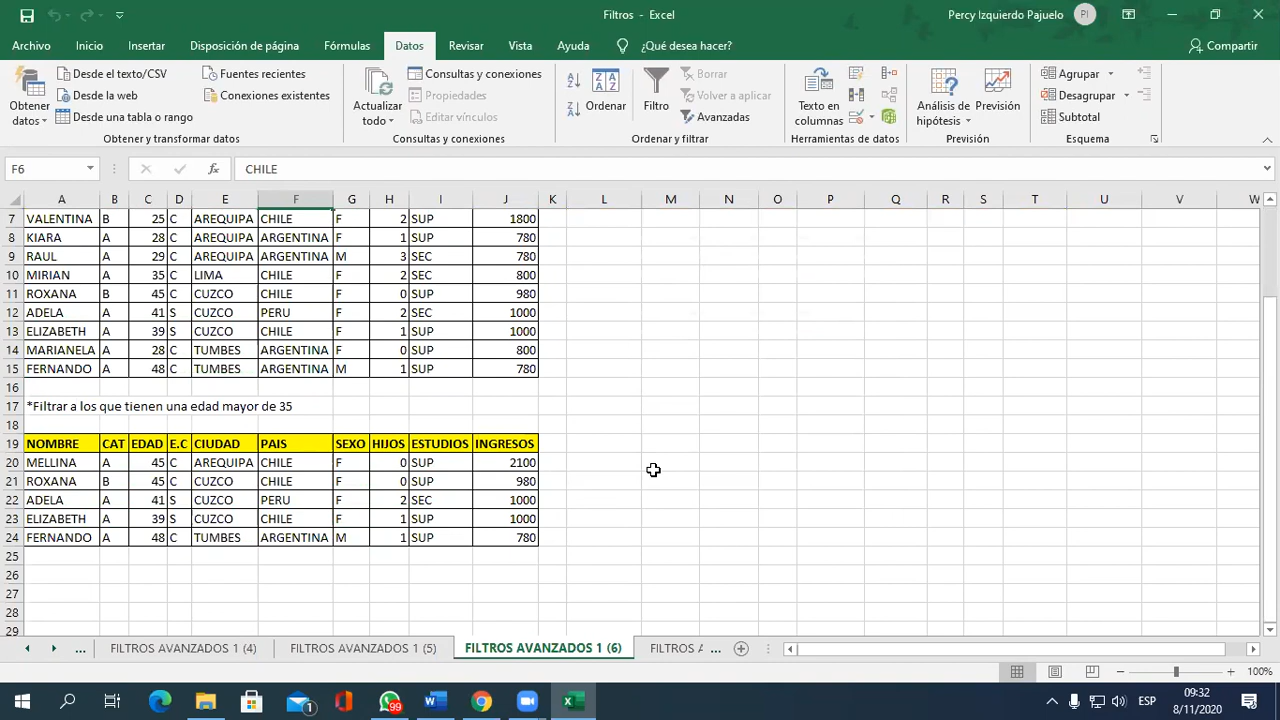 Filtros - Excel
Percy Izquierdo Pajuelo
PI
Archivo Inicio Insertar Disposición de página Fórmulas Datos Revisar Vista Ayuda ¿Qué desea hacer? Compartir
Obtener datos
Desde el texto/CSV
Desde la web
Desde una tabla o rango
Fuentes recientes
Conexiones existentes
Obtener y transformar datos
Actualizar todo
Consultas y conexiones
Propiedades
Editar vínculos
Consultas y conexiones
Ordenar
Filtro
Borrar
Volver a aplicar
Avanzadas
Ordenar y filtrar
Texto en columnas
Herramientas de datos
Análisis de hipótesis
Previsión
Previsión
Agrupar
Desagrupar
Subtotal
Esquema
F6 fx CHILE
A B C D E F G H I J K L M N O P Q R S T U V W
7 VALENTINA B 25 C AREQUIPA CHILE F 2 SUP 1800
8 KIARA A 28 C AREQUIPA ARGENTINA F 1 SUP 780
9 RAUL A 29 C AREQUIPA ARGENTINA M 3 SEC 780
10 MIRIAN A 35 C LIMA CHILE F 2 SEC 800
11 ROXANA B 45 C CUZCO CHILE F 0 SUP 980
12 ADELA A 41 S CUZCO PERU F 2 SEC 1000
13 ELIZABETH A 39 S CUZCO CHILE F 1 SUP 1000
14 MARIANELA A 28 C TUMBES ARGENTINA F 0 SUP 800
15 FERNANDO A 48 C TUMBES ARGENTINA M 1 SUP 780
16
17 *Filtrar a los que tienen una edad mayor de 35
18
19 NOMBRE CAT EDAD E.C CIUDAD PAIS SEXO HIJOS ESTUDIOS INGRESOS
20 MELLINA A 45 C AREQUIPA CHILE F 0 SUP 2100
21 ROXANA B 45 C CUZCO CHILE F 0 SUP 980
22 ADELA A 41 S CUZCO PERU F 2 SEC 1000
23 ELIZABETH A 39 S CUZCO CHILE F 1 SUP 1000
24 FERNANDO A 48 C TUMBES ARGENTINA M 1 SUP 780
25
26
27
28
29
... FILTROS AVANZADOS 1 (4) FILTROS AVANZADOS 1 (5) FILTROS AVANZADOS 1 (6) FILTROS A ...
100%
1 99 ESP 09:32
8/11/2020